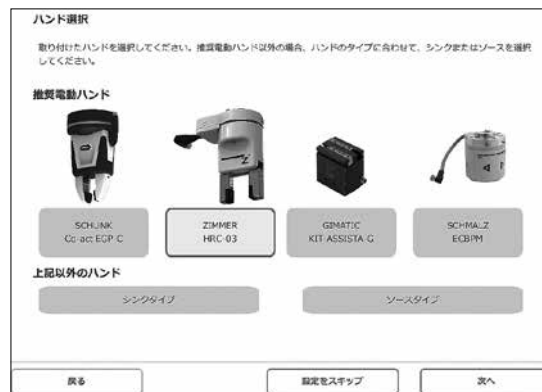 ハンド選択
取り付けたハンドを選択してください。推奨電動ハンド以外の場合、ハンドのタイプに合わせて、シンクまたはソースを選択
してください。
推奨電動ハンド
SCHUNK
Co-act EGP-C
ZIMMER
HRC-03
GIMATIC
KIT-ASSISTA-G
SCHMALZ
ECBPM
上記以外のハンド
シンクタイプ
ソースタイプ
戻る
設定をスキップ
次へ